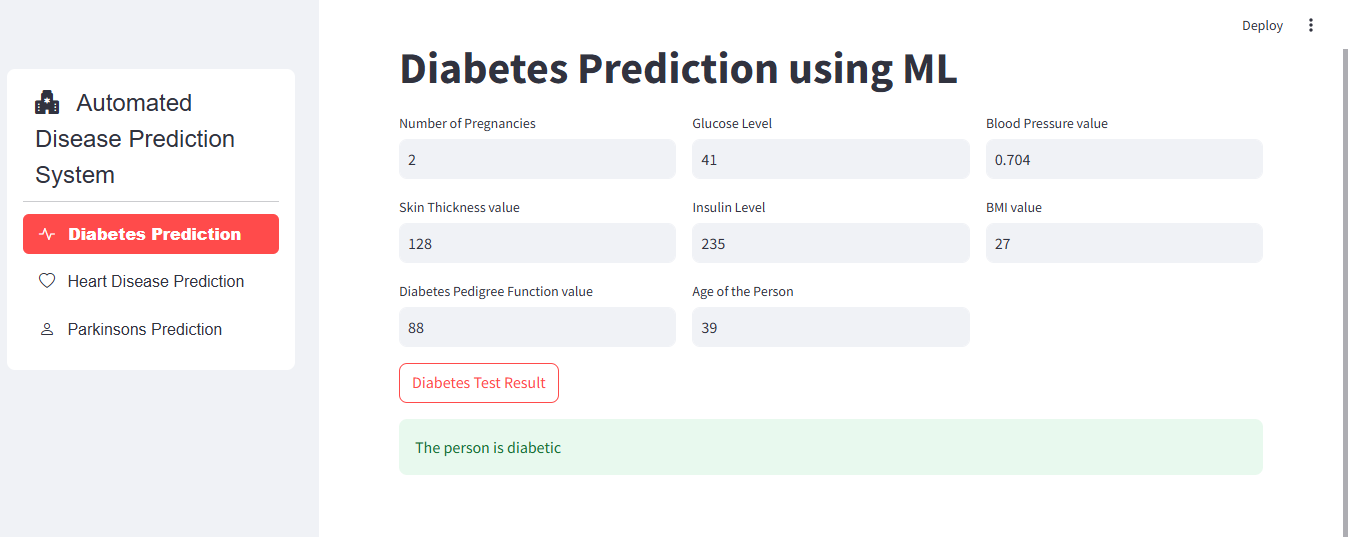 Deploy
Automated
Disease Prediction
System
Diabetes Prediction
Heart Disease Prediction
Parkinsons Prediction
Diabetes Prediction using ML
Number of Pregnancies
2
Glucose Level
41
Blood Pressure value
0.704
Skin Thickness value
128
Insulin Level
235
BMI value
27
Diabetes Pedigree Function value
88
Age of the Person
39
Diabetes Test Result
The person is diabetic